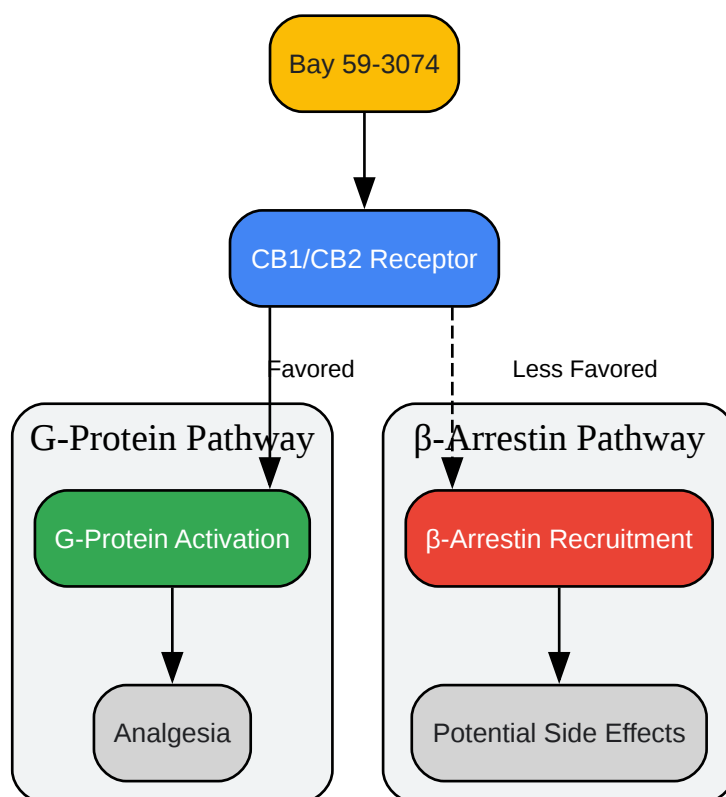 Bay 59-3074
CB1/CB2 Receptor
Favored
Less Favored
G-Protein Pathway
β-Arrestin Pathway
G-Protein Activation
β-Arrestin Recruitment
Analgesia
Potential Side Effects